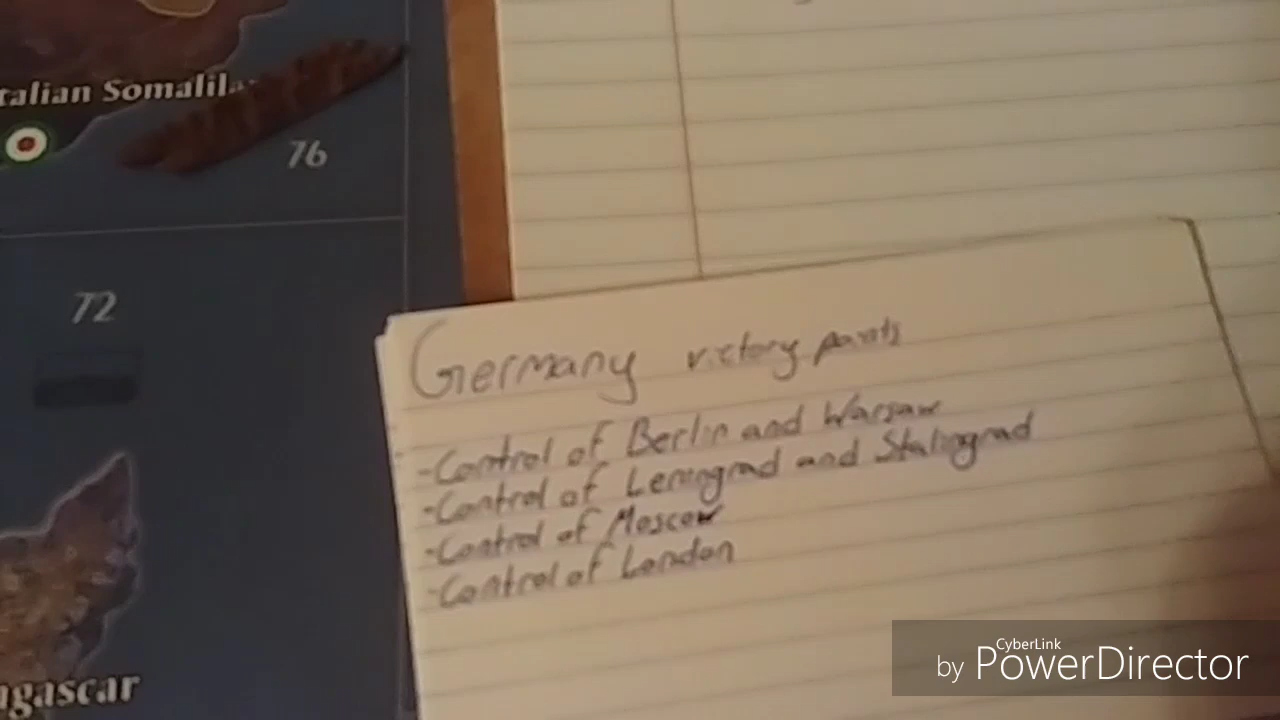 talian Somalila
76
72
Germany victory points
-Control of Berlin and Warsaw
-Control of Leningrad and Stalingrad
-Control of Moscow
-Control of London
agascar
CyberLink
by PowerDirector